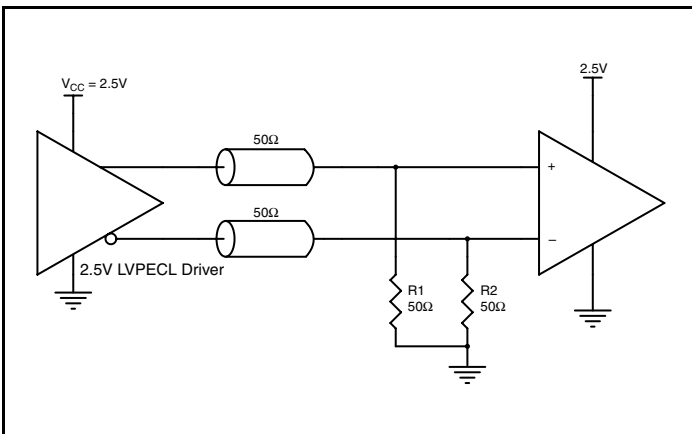 V_CC = 2.5V
2.5V
50Ω
+
50Ω
−
2.5V LVPECL Driver
R1
50Ω
R2
50Ω